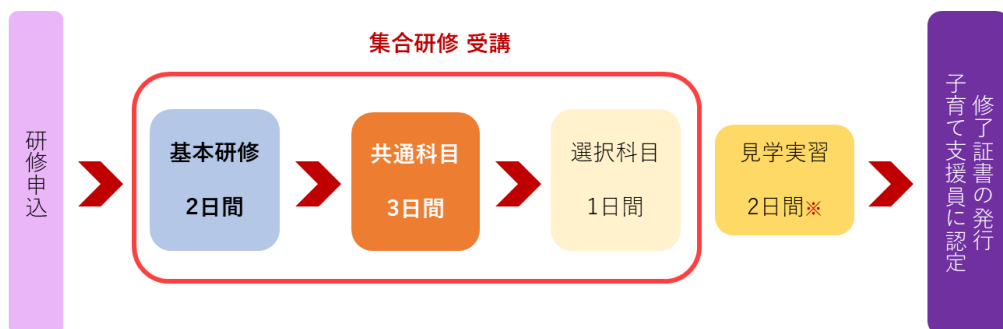 集合研修 受講
研修申込
基本研修
2日間
共通科目
3日間
選択科目
1日間
見学実習
2日間※
修了証書の発行
子育て支援員に認定